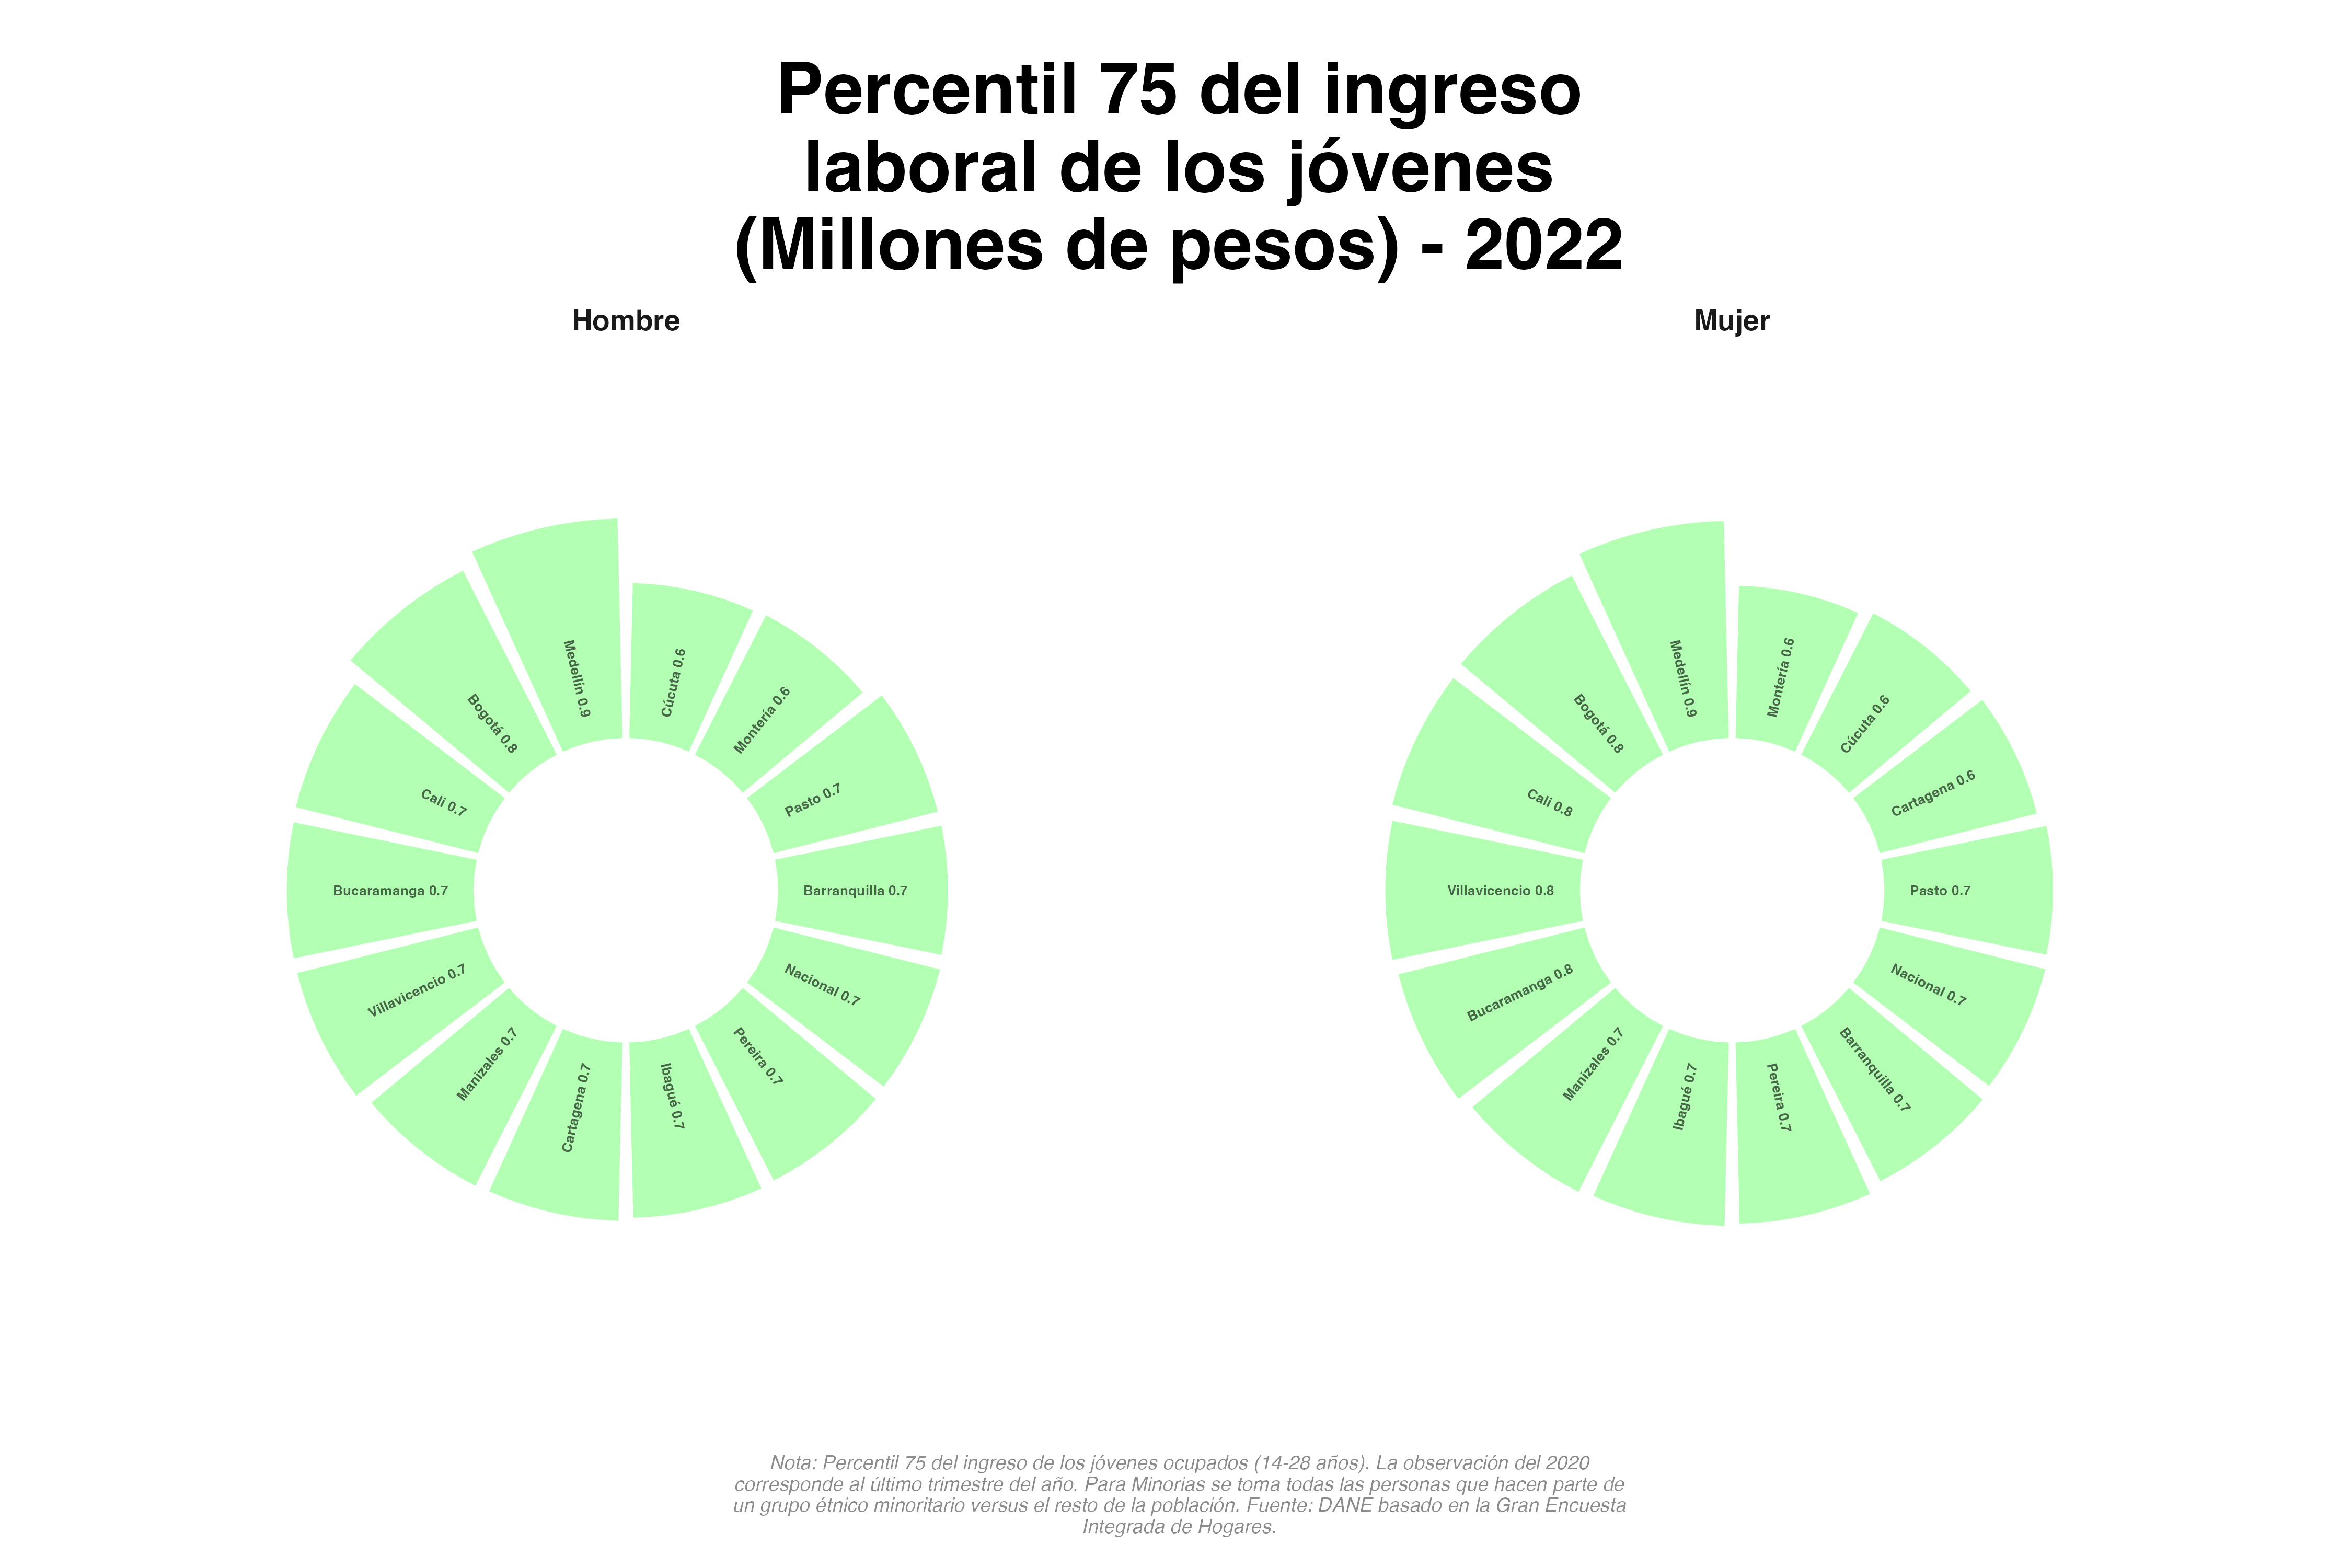 Percentil 75 del ingreso
laboral de los jóvenes
(Millones de pesos) - 2022
Hombre
Cúcuta 0.6
Montería 0.6
Pasto 0.7
Barranquilla 0.7
Nacional 0.7
Pereira 0.7
Ibagué 0.7
Cartagena 0.7
Manizales 0.7
Villavicencio 0.7
Bucaramanga 0.7
Cali 0.7
Bogotá 0.8
Medellín 0.9
Mujer
Montería 0.6
Cúcuta 0.6
Cartagena 0.6
Pasto 0.7
Nacional 0.7
Barranquilla 0.7
Pereira 0.7
Ibagué 0.7
Manizales 0.7
Bucaramanga 0.8
Villavicencio 0.8
Cali 0.8
Bogotá 0.8
Medellín 0.9
Nota: Percentil 75 del ingreso de los jóvenes ocupados (14-28 años). La observación del 2020
corresponde al último trimestre del año. Para Minorias se toma todas las personas que hacen parte de
un grupo étnico minoritario versus el resto de la población. Fuente: DANE basado en la Gran Encuesta
Integrada de Hogares.